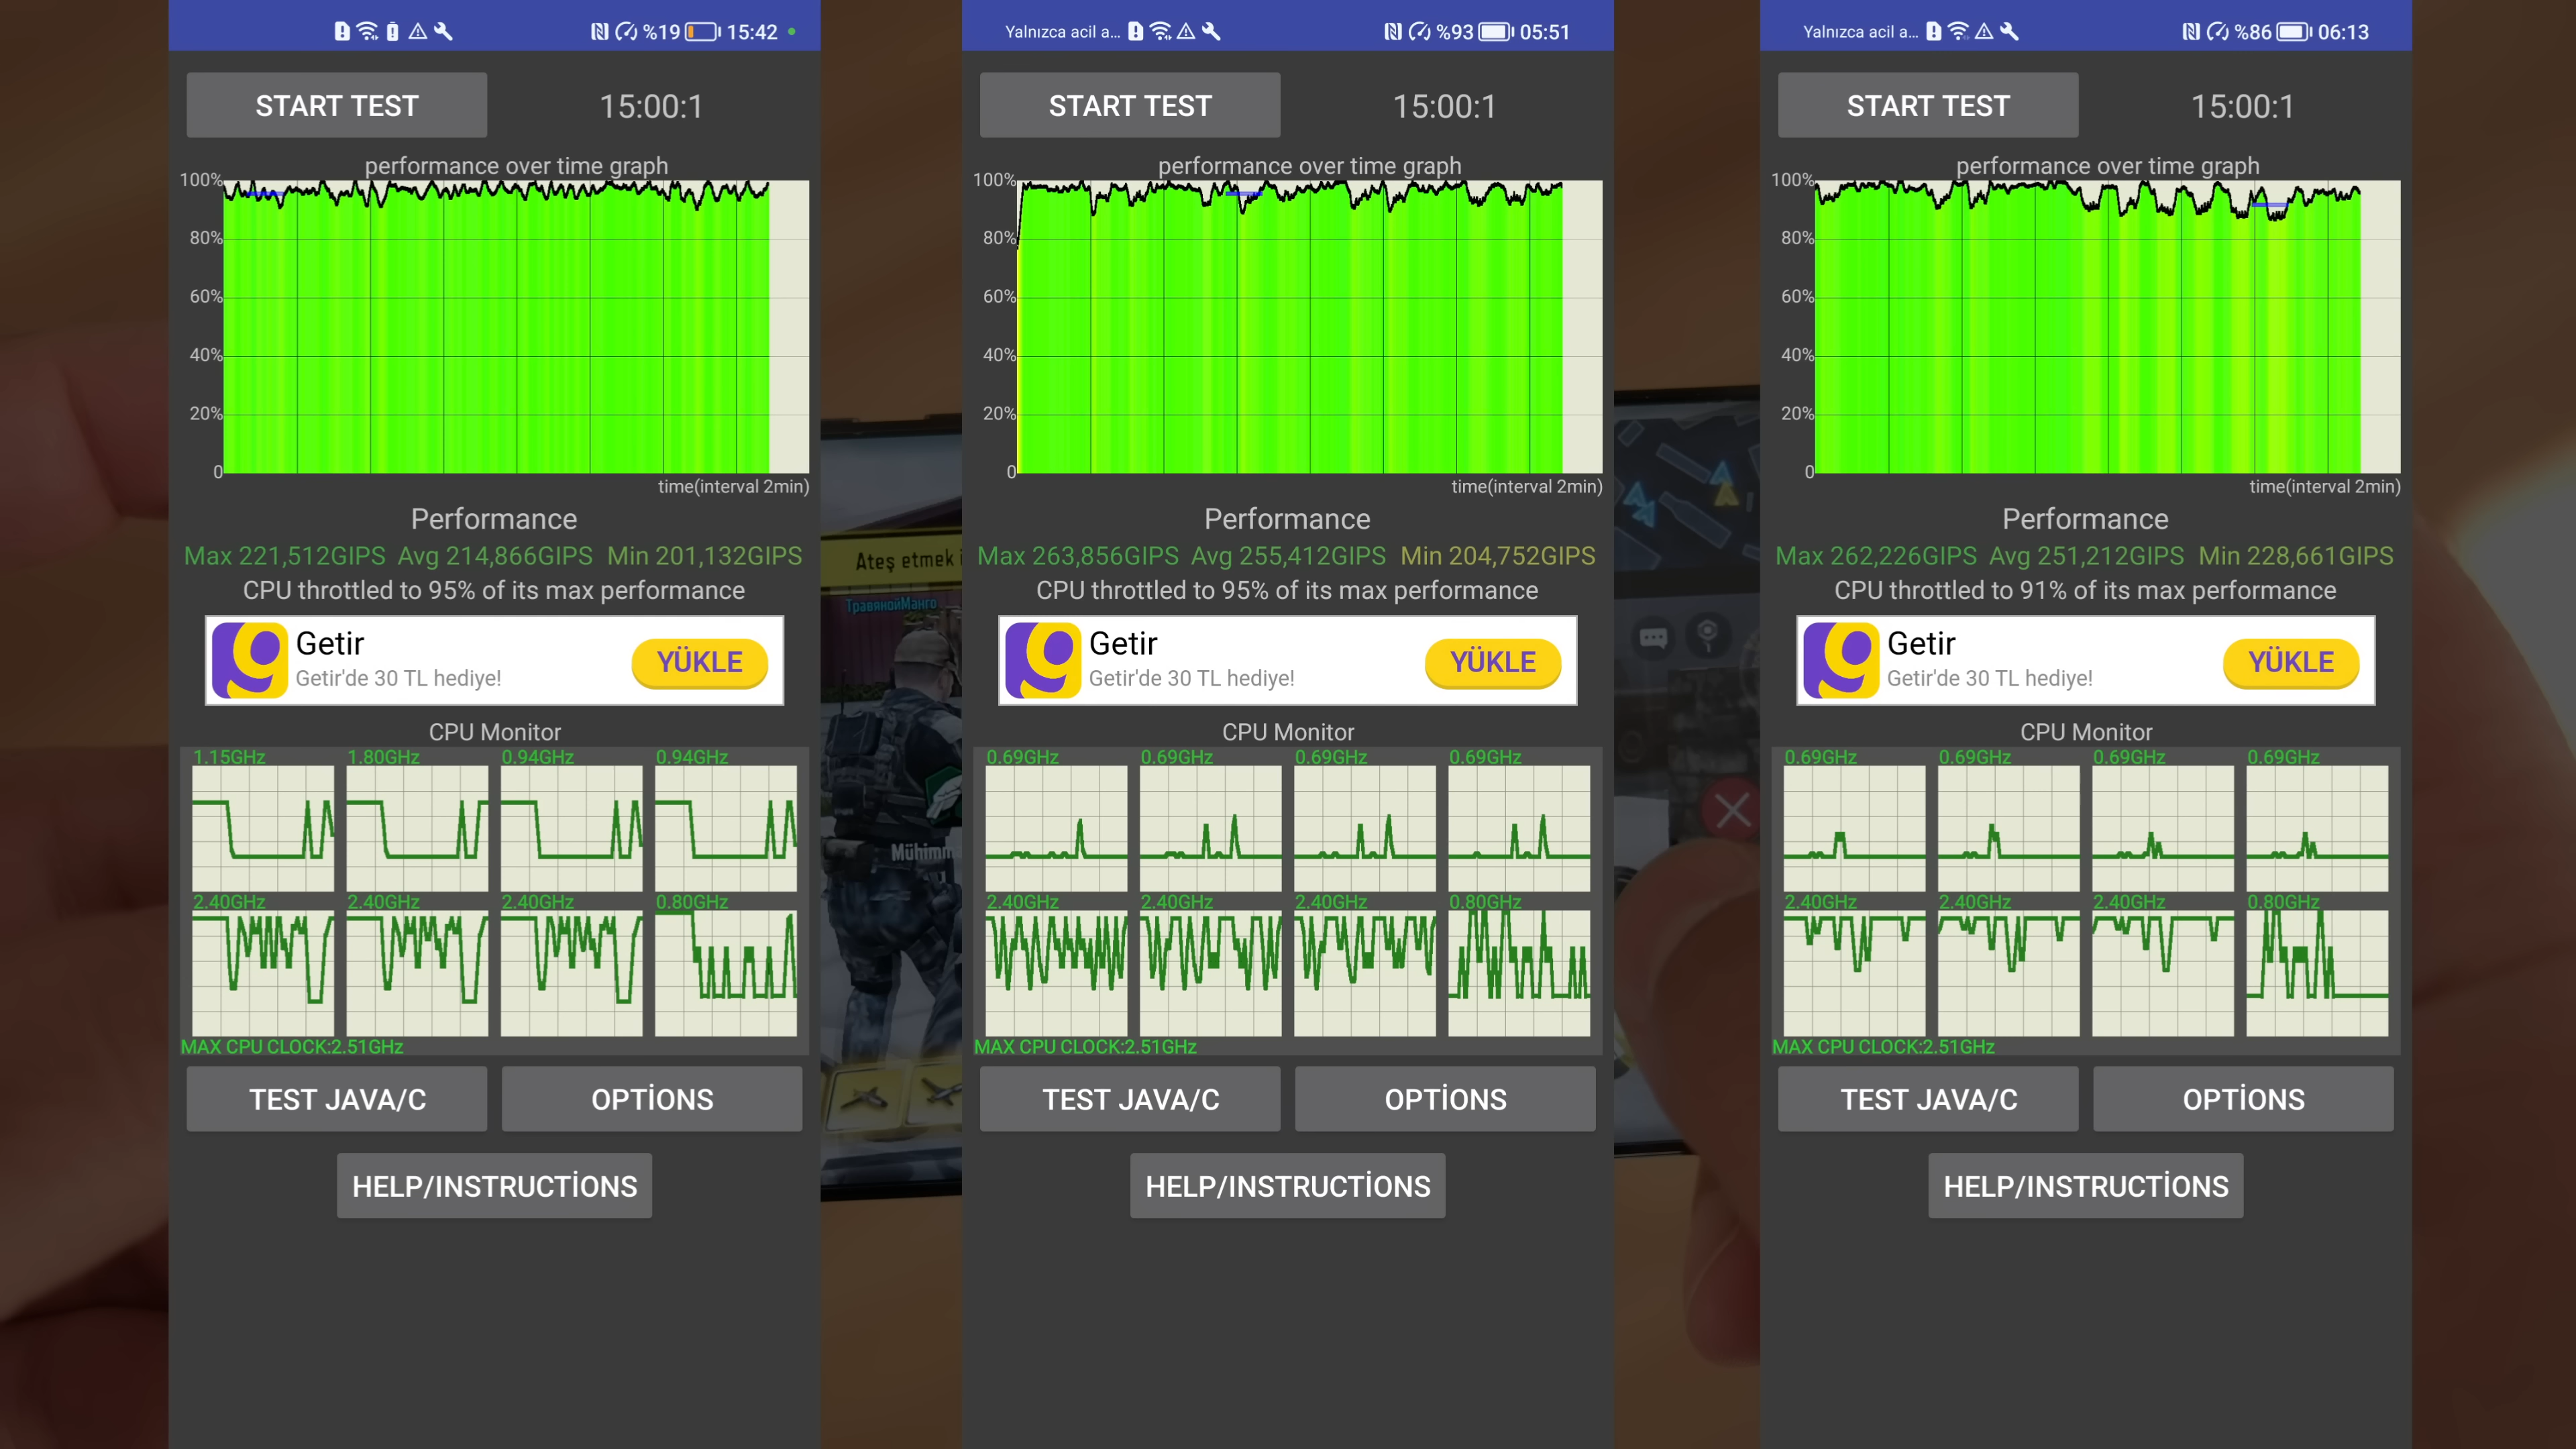 %19 15:42
START TEST 15:00:1
performance over time graph
100%
80%
60%
40%
20%
0
time(interval 2min)
Performance
Max 221,512GIPS Avg 214,866GIPS Min 201,132GIPS
CPU throttled to 95% of its max performance
Getir
Getir'de 30 TL hediye!
YÜKLE
CPU Monitor
1.15GHz 1.80GHz 0.94GHz 0.94GHz
2.40GHz 2.40GHz 2.40GHz 0.80GHz
MAX CPU CLOCK:2.51GHz
TEST JAVA/C OPTİONS
HELP/INSTRUCTİONS
Ateş etmek i
ТравянойМанго
Mühimm
Yalnızca acil a... %93 05:51
START TEST 15:00:1
performance over time graph
100%
80%
60%
40%
20%
0
time(interval 2min)
Performance
Max 263,856GIPS Avg 255,412GIPS Min 204,752GIPS
CPU throttled to 95% of its max performance
Getir
Getir'de 30 TL hediye!
YÜKLE
CPU Monitor
0.69GHz 0.69GHz 0.69GHz 0.69GHz
2.40GHz 2.40GHz 2.40GHz 0.80GHz
MAX CPU CLOCK:2.51GHz
TEST JAVA/C OPTİONS
HELP/INSTRUCTİONS
Yalnızca acil a... %86 06:13
START TEST 15:00:1
performance over time graph
100%
80%
60%
40%
20%
0
time(interval 2min)
Performance
Max 262,226GIPS Avg 251,212GIPS Min 228,661GIPS
CPU throttled to 91% of its max performance
Getir
Getir'de 30 TL hediye!
YÜKLE
CPU Monitor
0.69GHz 0.69GHz 0.69GHz 0.69GHz
2.40GHz 2.40GHz 2.40GHz 0.80GHz
MAX CPU CLOCK:2.51GHz
TEST JAVA/C OPTİONS
HELP/INSTRUCTİONS